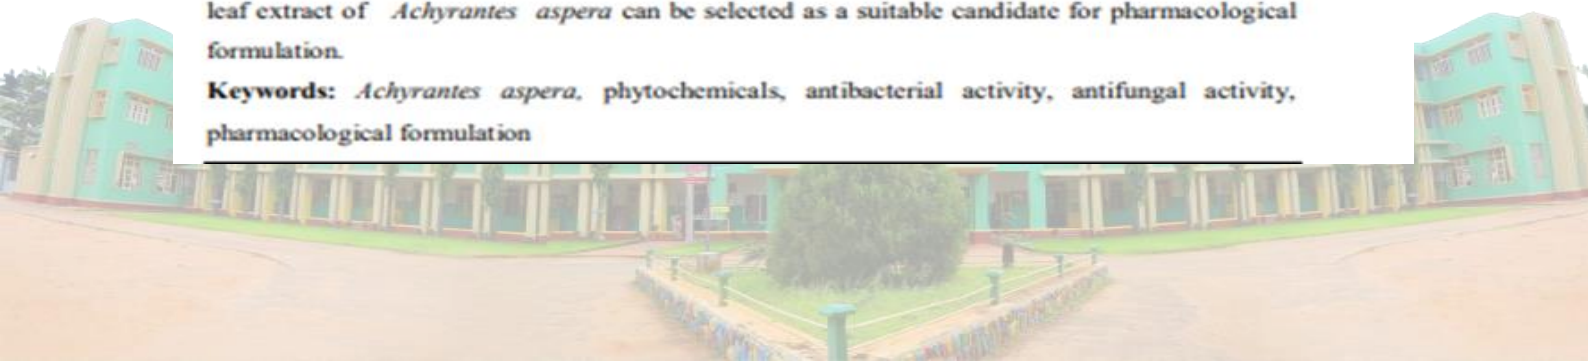 leaf extract of Achyrantes aspera can be selected as a suitable candidate for pharmacological
formulation.
Keywords: Achyrantes aspera, phytochemicals, antibacterial activity, antifungal activity,
pharmacological formulation